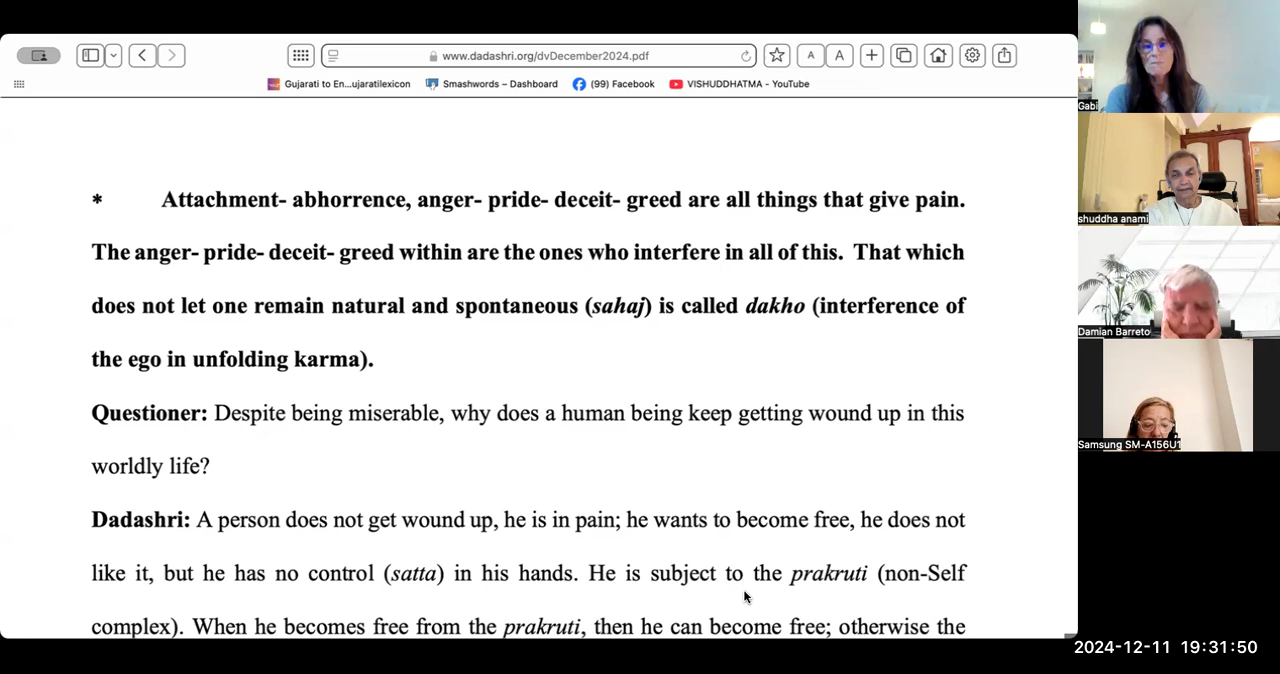 www.dadashri.org/dvDecember2024.pdf
A
A
Gujarati to En...ujaratilexicon
Smashwords – Dashboard
(99) Facebook
VISHUDDHATMA - YouTube
* Attachment- abhorrence, anger- pride- deceit- greed are all things that give pain.
The anger- pride- deceit- greed within are the ones who interfere in all of this. That which
does not let one remain natural and spontaneous (sahaj) is called dakho (interference of
the ego in unfolding karma).
Questioner: Despite being miserable, why does a human being keep getting wound up in this
worldly life?
Dadashri: A person does not get wound up, he is in pain; he wants to become free, he does not
like it, but he has no control (satta) in his hands. He is subject to the prakruti (non-Self
complex). When he becomes free from the prakruti, then he can become free; otherwise the
Gabi
shuddha anami
Damian Barreto
Samsung SM-A156U1
2024-12-11 19:31:50